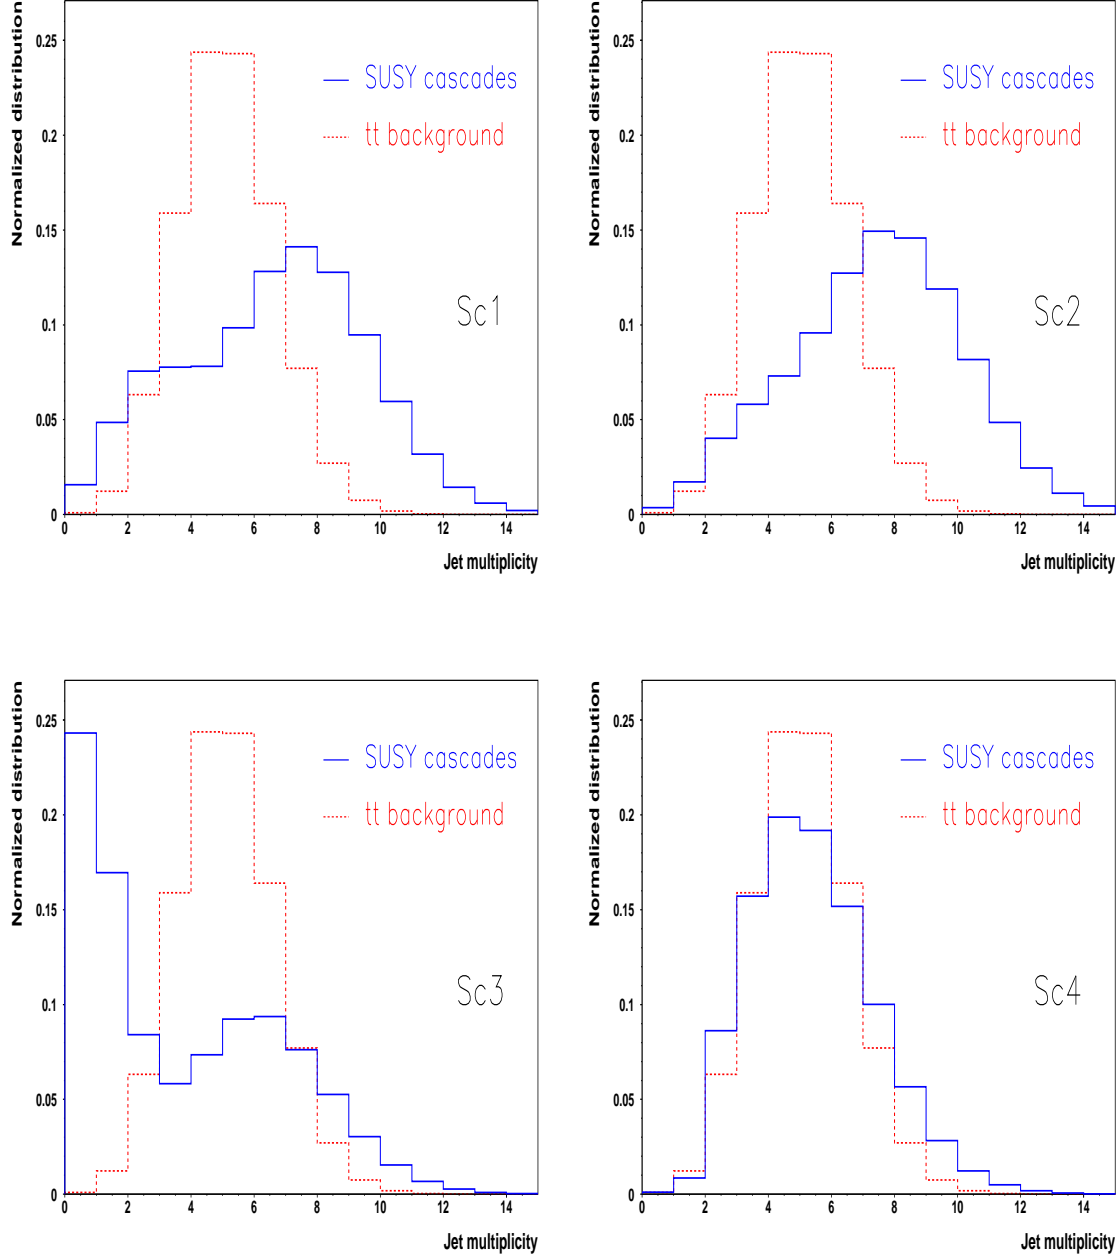 Normalized distribution
0.25
0.2
0.15
0.1
0.05
0
SUSY cascades
tt background
Sc1
0 2 4 6 8 10 12 14
Jet multiplicity
Normalized distribution
0.25
0.2
0.15
0.1
0.05
0
SUSY cascades
tt background
Sc2
0 2 4 6 8 10 12 14
Jet multiplicity
Normalized distribution
0.25
0.2
0.15
0.1
0.05
0
SUSY cascades
tt background
Sc3
0 2 4 6 8 10 12 14
Jet multiplicity
Normalized distribution
0.25
0.2
0.15
0.1
0.05
0
SUSY cascades
tt background
Sc4
0 2 4 6 8 10 12 14
Jet multiplicity